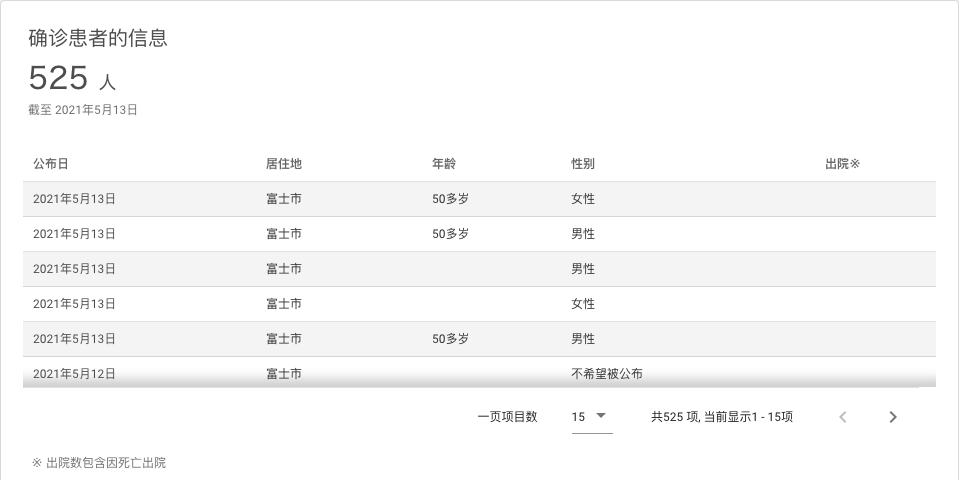 确诊患者的信息
525 人
截至 2021年5月13日
公布日 居住地 年龄 性别 出院※
2021年5月13日 富士市 50多岁 女性
2021年5月13日 富士市 50多岁 男性
2021年5月13日 富士市 男性
2021年5月13日 富士市 女性
2021年5月13日 富士市 50多岁 男性
2021年5月12日 富士市 不希望被公布
一页项目数 15 共525 项, 当前显示1 - 15项
※ 出院数包含因死亡出院